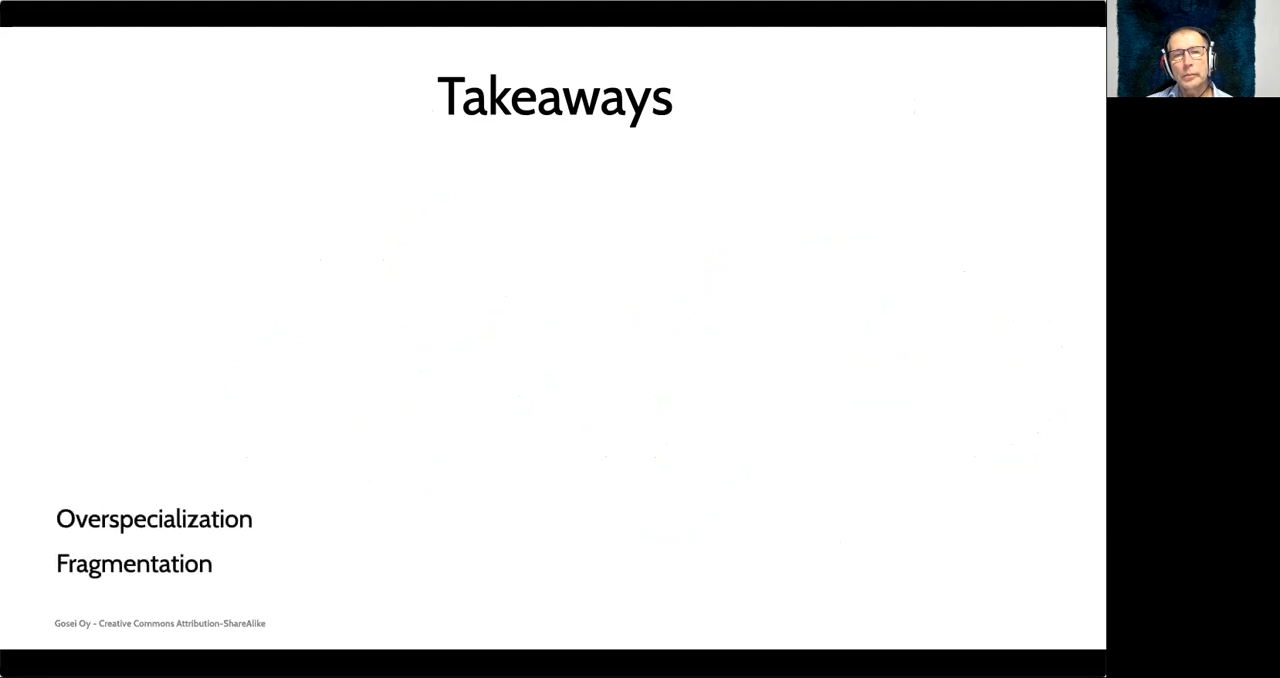 Takeaways
Overspecialization
Fragmentation
Gosei Oy - Creative Commons Attribution-ShareAlike